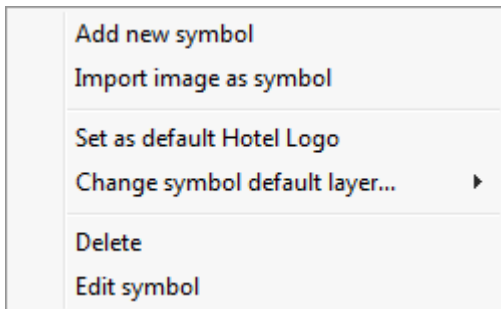 Add new symbol
Import image as symbol
Set as default Hotel Logo
Change symbol default layer...
Delete
Edit symbol